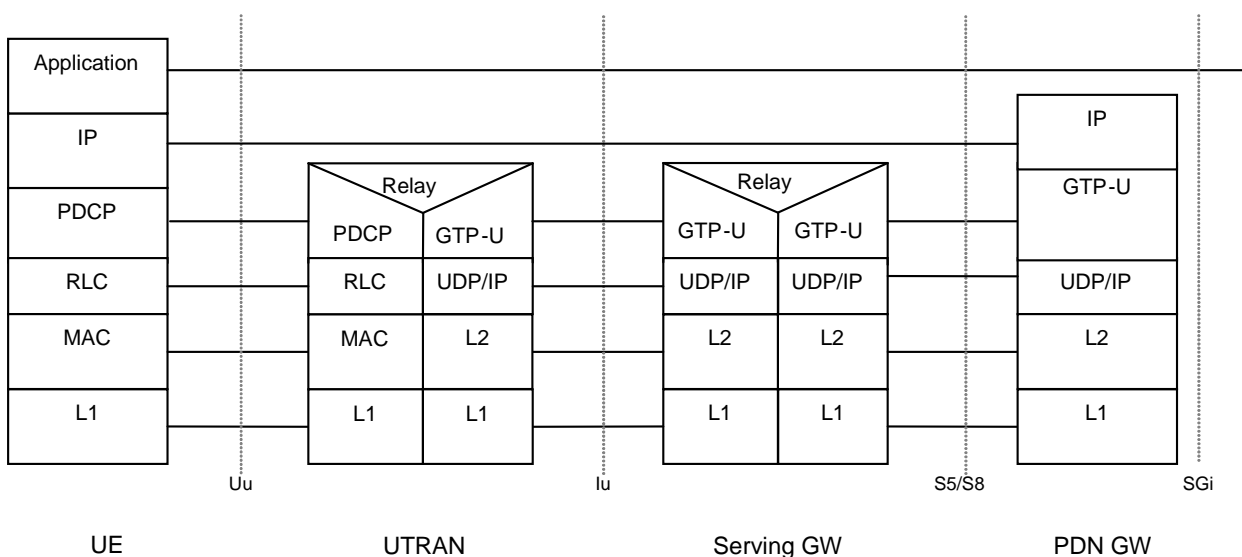 Application
IP
IP
Relay
Relay
GTP-U
PDCP
PDCP
GTP-U
GTP-U
GTP-U
RLC
RLC
UDP/IP
UDP/IP
UDP/IP
UDP/IP
MAC
MAC
L2
L2
L2
L2
L1
L1
L1
L1
L1
L1
Uu
Iu
S5/S8
SGi
UE
UTRAN
Serving GW
PDN GW